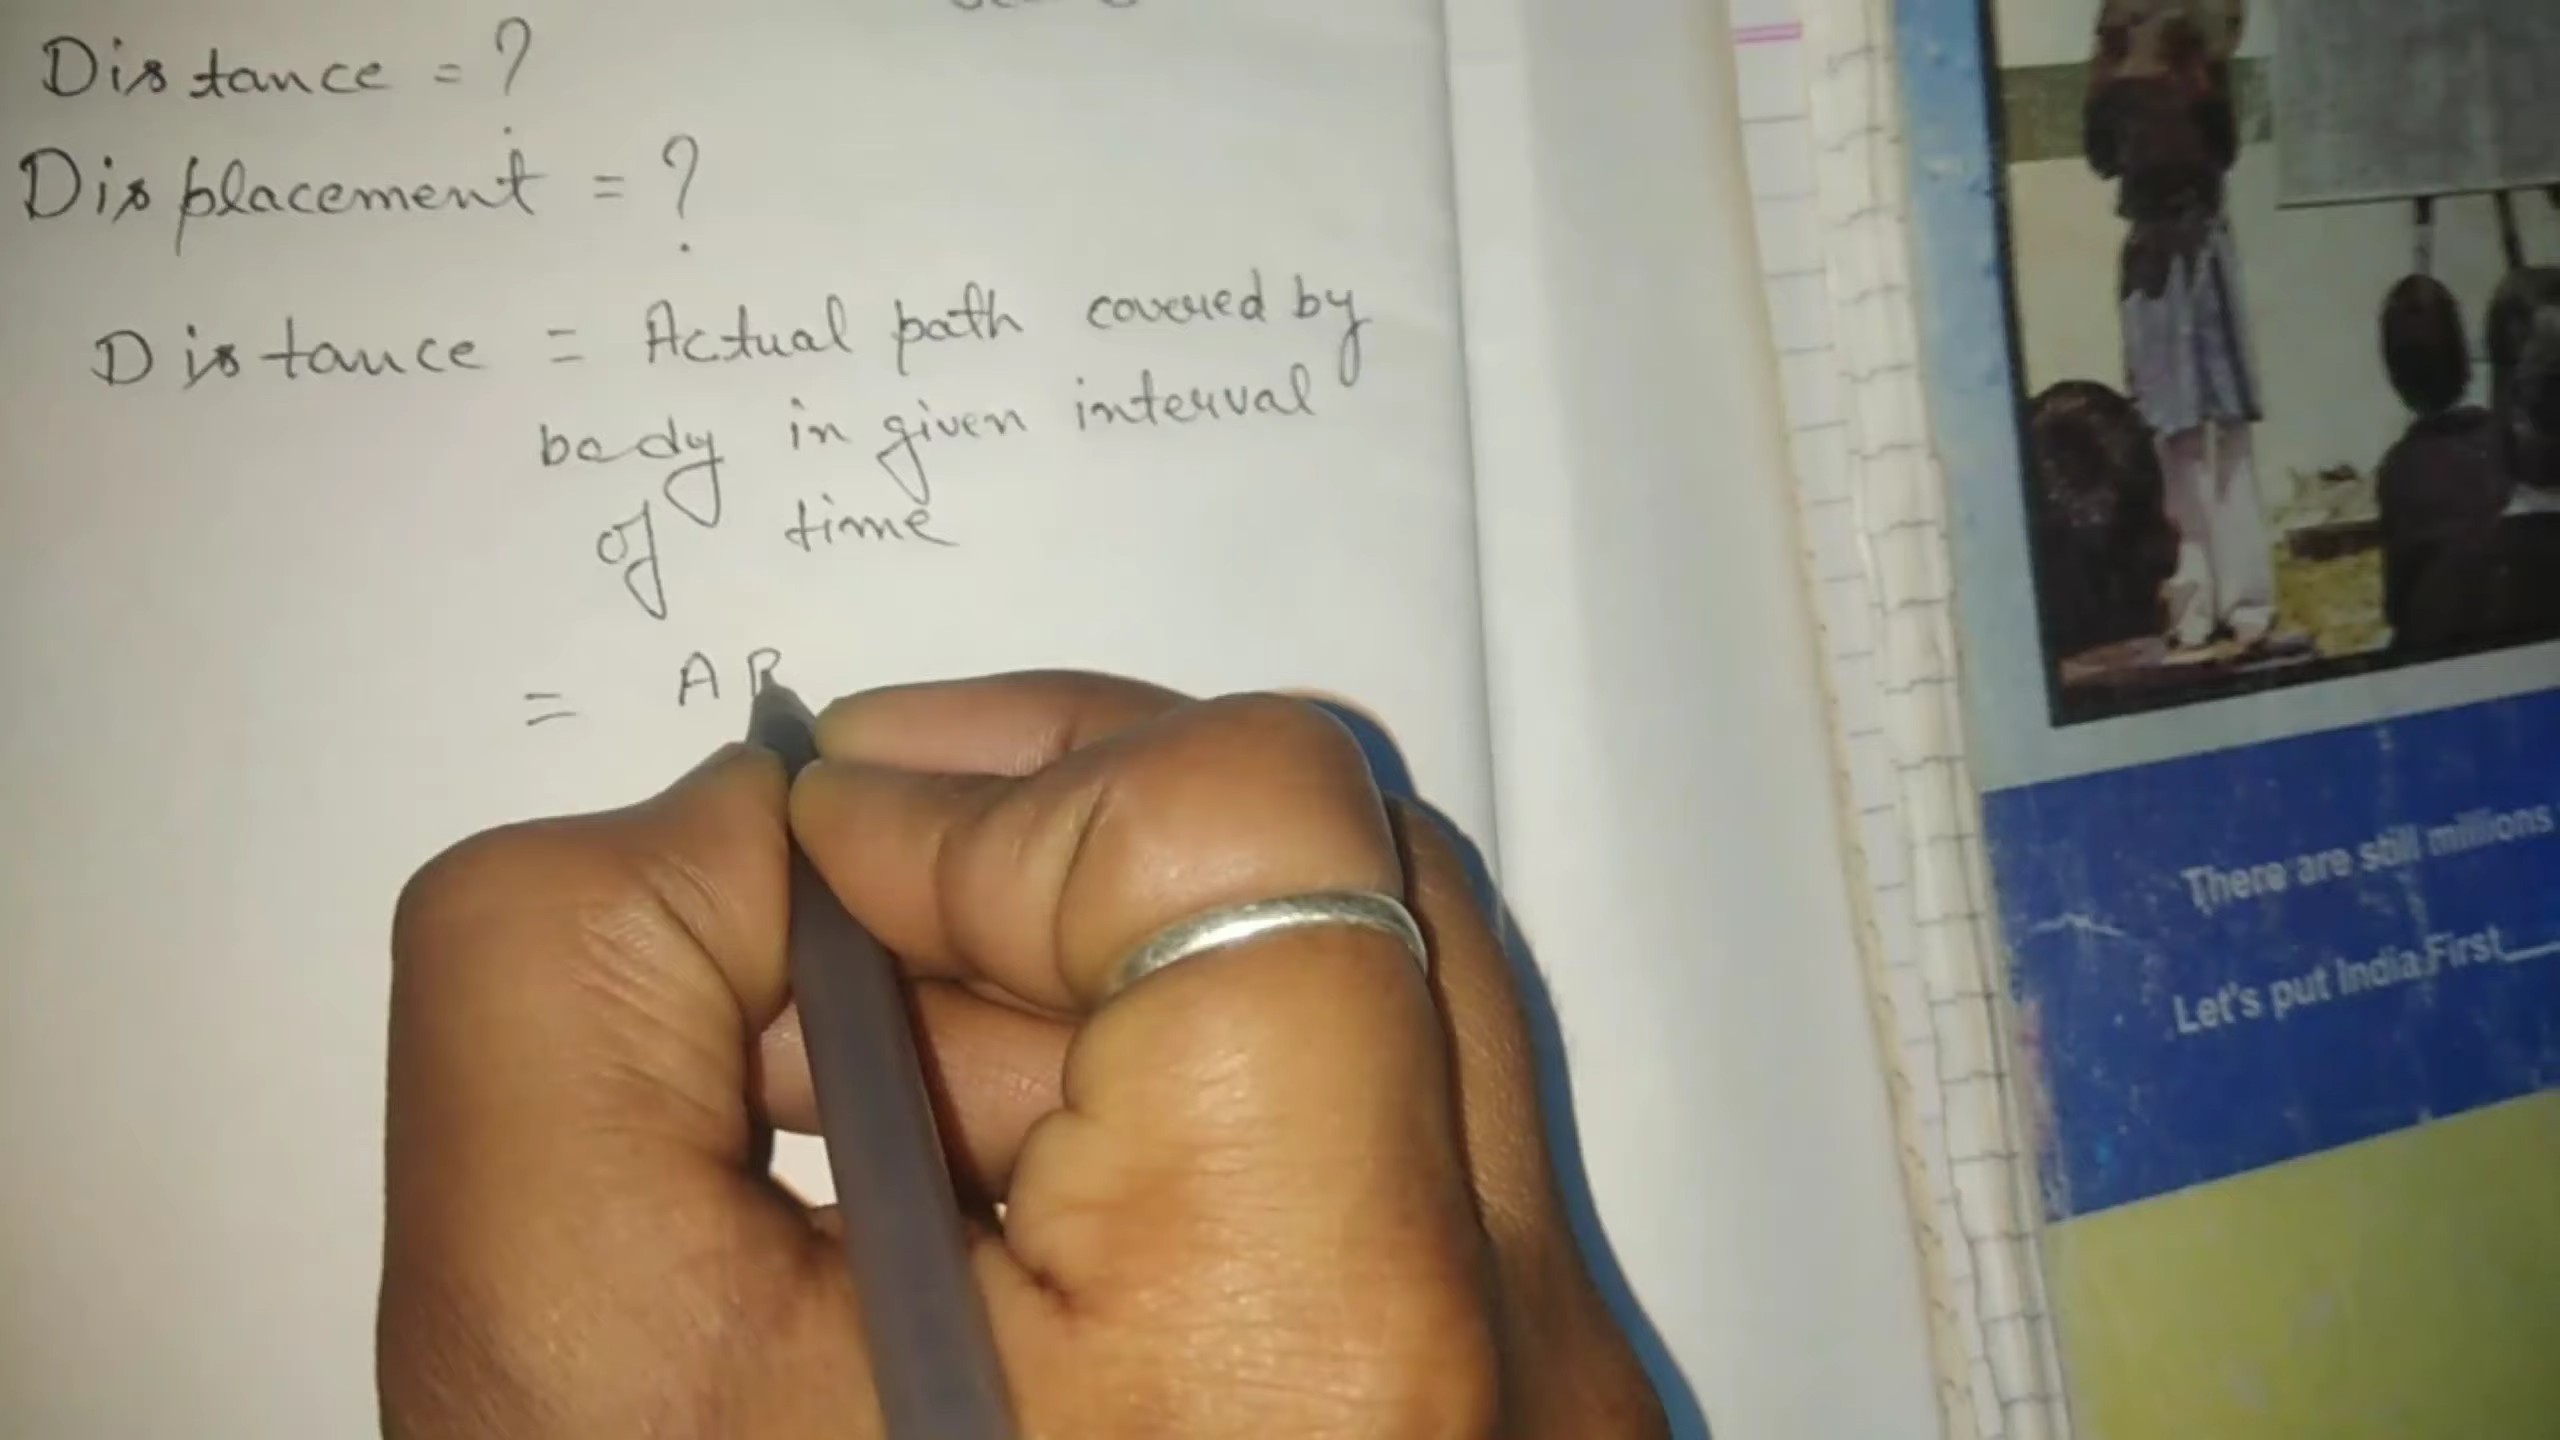 Distance = ?
Displacement = ?
Distance = Actual path covered by
body in given interval
of time
= AB
There are still millions
Let's put India First